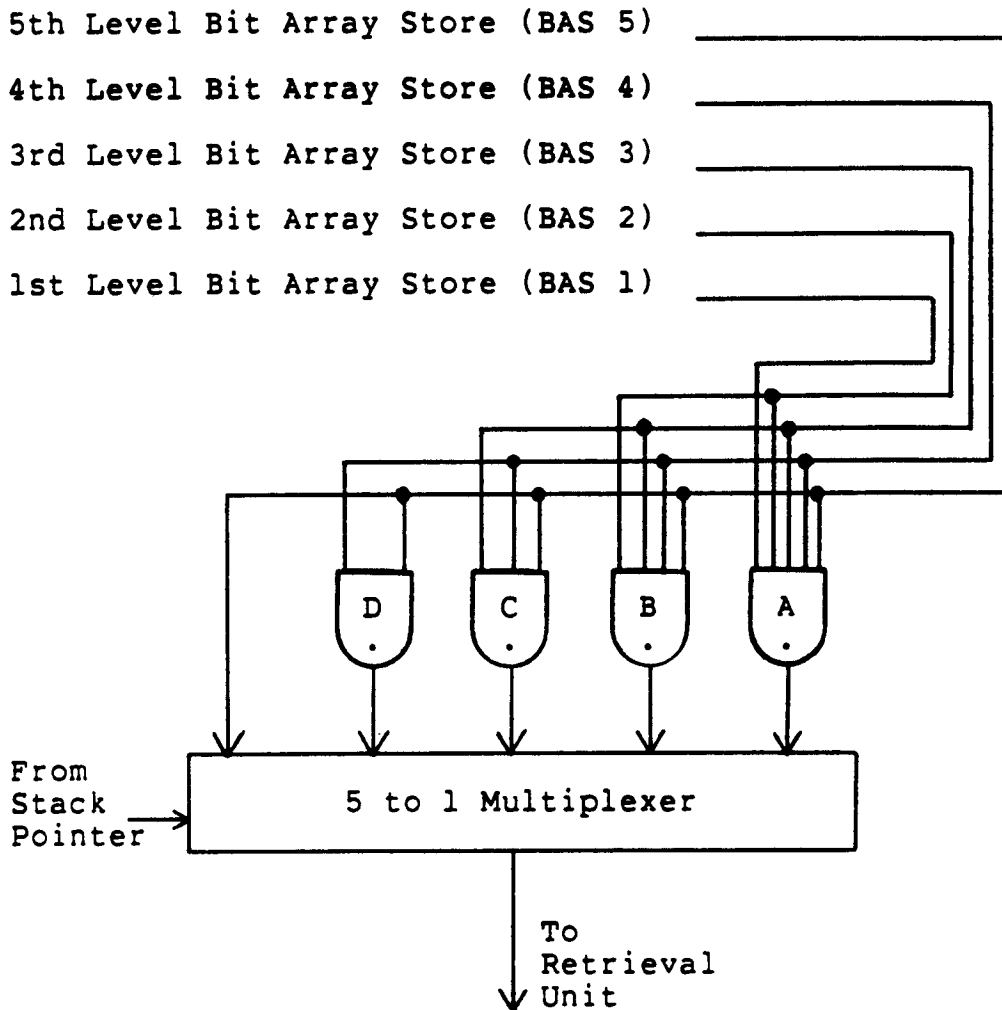 5th Level Bit Array Store (BAS 5)
4th Level Bit Array Store (BAS 4)
3rd Level Bit Array Store (BAS 3)
2nd Level Bit Array Store (BAS 2)
1st Level Bit Array Store (BAS 1)
D C B A
From
Stack
Pointer
5 to 1 Multiplexer
To
Retrieval
Unit